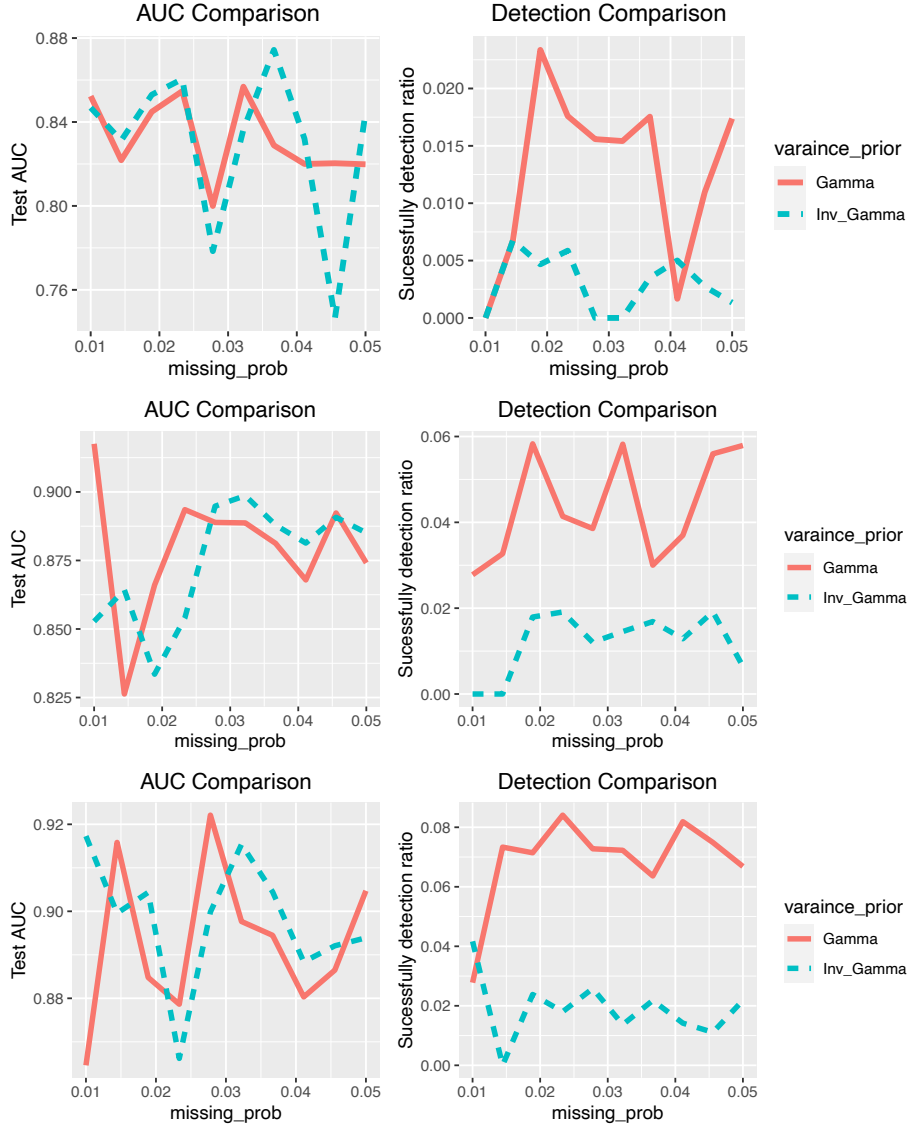 AUC Comparison
Detection Comparison
0.88
0.84
0.80
0.76
Test AUC
0.01
0.02
0.03
0.04
0.05
missing_prob
0.020
0.015
0.010
0.005
0.000
Sucessfully detection ratio
0.01
0.02
0.03
0.04
0.05
missing_prob
varaince_prior
Gamma
Inv_Gamma
AUC Comparison
Detection Comparison
0.900
0.875
0.850
0.825
Test AUC
0.01
0.02
0.03
0.04
0.05
missing_prob
0.06
0.04
0.02
0.00
Sucessfully detection ratio
0.01
0.02
0.03
0.04
0.05
missing_prob
varaince_prior
Gamma
Inv_Gamma
AUC Comparison
Detection Comparison
0.92
0.90
0.88
Test AUC
0.01
0.02
0.03
0.04
0.05
missing_prob
0.08
0.06
0.04
0.02
0.00
Sucessfully detection ratio
0.01
0.02
0.03
0.04
0.05
missing_prob
varaince_prior
Gamma
Inv_Gamma